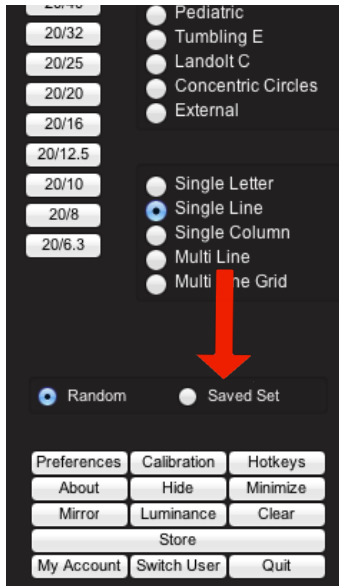 20/32
20/25
20/20
20/16
20/12.5
20/10
20/8
20/6.3
Pediatric
Tumbling E
Landolt C
Concentric Circles
External
Single Letter
Single Line
Single Column
Multi Line
Multi Line Grid
Random Saved Set
Preferences Calibration Hotkeys
About Hide Minimize
Mirror Luminance Clear
Store
My Account Switch User Quit